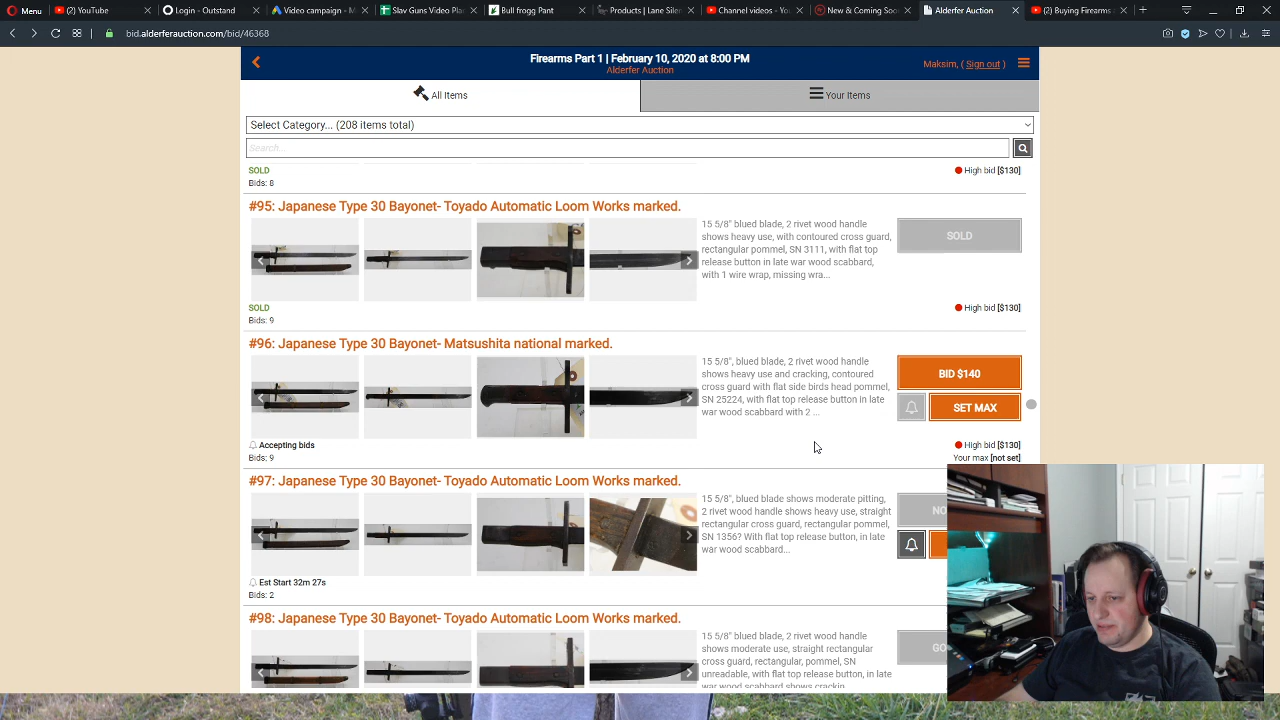 Menu
(2) YouTube
Login - Outstand
Video campaign - M
Slav Guns Video Plan
Bull frogg Pant
Products | Lane Silen
Channel videos - Yo
New & Coming Soo
Alderfer Auction
(2) Buying Firearms
bid.alderferauction.com/bid/46368
Firearms Part 1 | February 10, 2020 at 8:00 PM
Alderfer Auction
Maksim, ( Sign out )
All Items
Your Items
Select Category... (208 items total)
Search...
SOLD
High bid [$130]
Bids: 8
#95: Japanese Type 30 Bayonet- Toyado Automatic Loom Works marked.
15 5/8" blued blade, 2 rivet wood handle
shows heavy use, with contoured cross guard,
rectangular pommel, SN 3111, with flat top
release button in late war wood scabbard,
with 1 wire wrap, missing wra...
SOLD
SOLD
High bid [$130]
Bids: 9
#96: Japanese Type 30 Bayonet- Matsushita national marked.
15 5/8", blued blade, 2 rivet wood handle
shows heavy use and cracking, contoured
cross guard with flat side birds head pommel,
SN 25224, with flat top release button in late
war wood scabbard with 2 ...
BID $140
SET MAX
Accepting bids
High bid [$130]
Bids: 9
Your max [not set]
#97: Japanese Type 30 Bayonet- Toyado Automatic Loom Works marked.
15 5/8", blued blade shows moderate pitting,
2 rivet wood handle shows heavy use, straight
rectangular cross guard, rectangular pommel,
SN 1356? With flat top release button, in late
war wood scabbard...
NO
Est Start 32m 27s
Bids: 2
#98: Japanese Type 30 Bayonet- Toyado Automatic Loom Works marked.
15 5/8" blued blade, 2 rivet wood handle
shows moderate use, straight rectangular
cross guard, rectangular, pommel, SN
unreadable, with flat top release button, in late
war wood scabbard shows crackin
GO